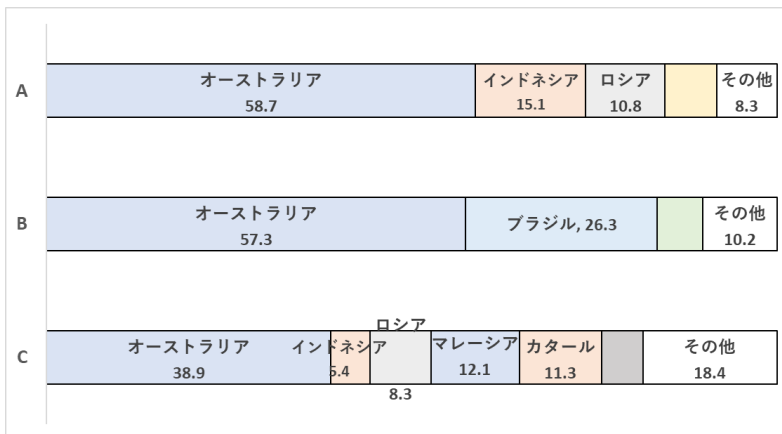 A
オーストラリア
58.7
インドネシア
15.1
ロシア
10.8
その他
8.3
B
オーストラリア
57.3
ブラジル, 26.3
その他
10.2
C
オーストラリア
38.9
インドネシア
5.4
ロシア
8.3
マレーシア
12.1
カタール
11.3
その他
18.4